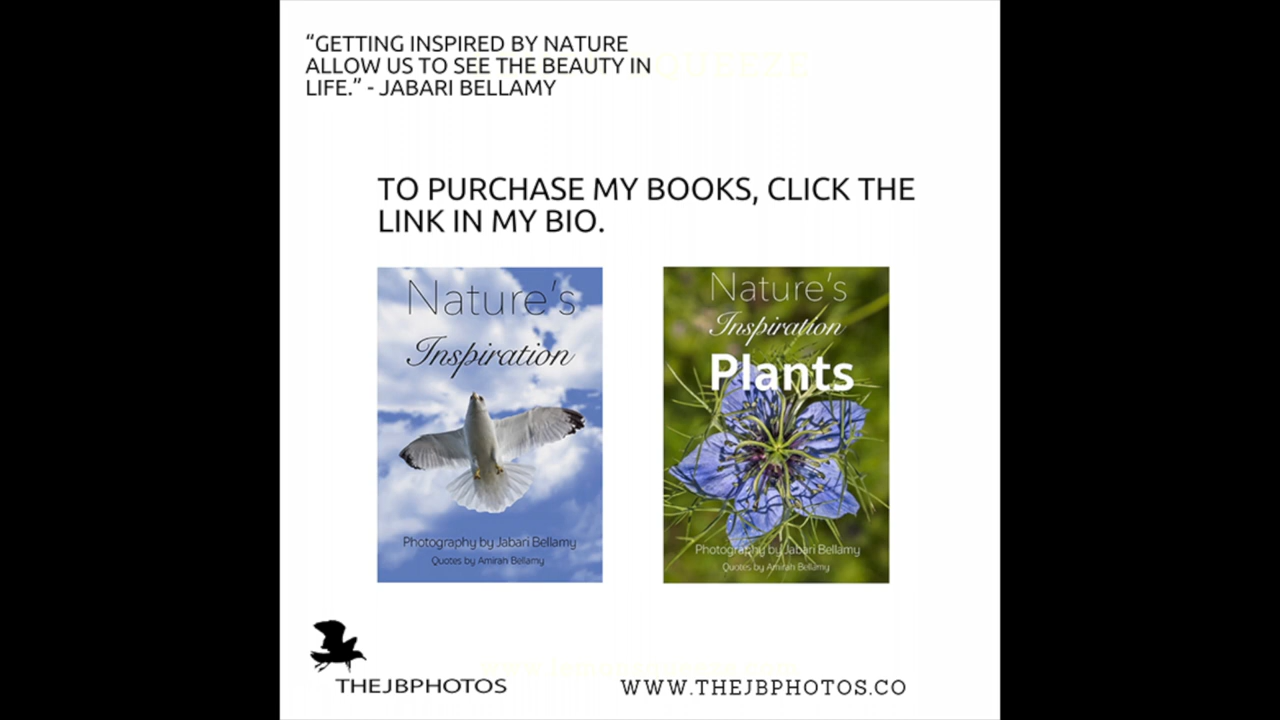 “GETTING INSPIRED BY NATURE
ALLOW US TO SEE THE BEAUTY IN
LIFE.” - JABARI BELLAMY
TO PURCHASE MY BOOKS, CLICK THE
LINK IN MY BIO.
Nature's
Inspiration
Photography by Jabari Bellamy
Quotes by Amirah Bellamy
Nature's
Inspiration
Plants
Photography by Jabari Bellamy
Quotes by Amirah Bellamy
THEJBPHOTOS
WWW.THEJBPHOTOS.CO